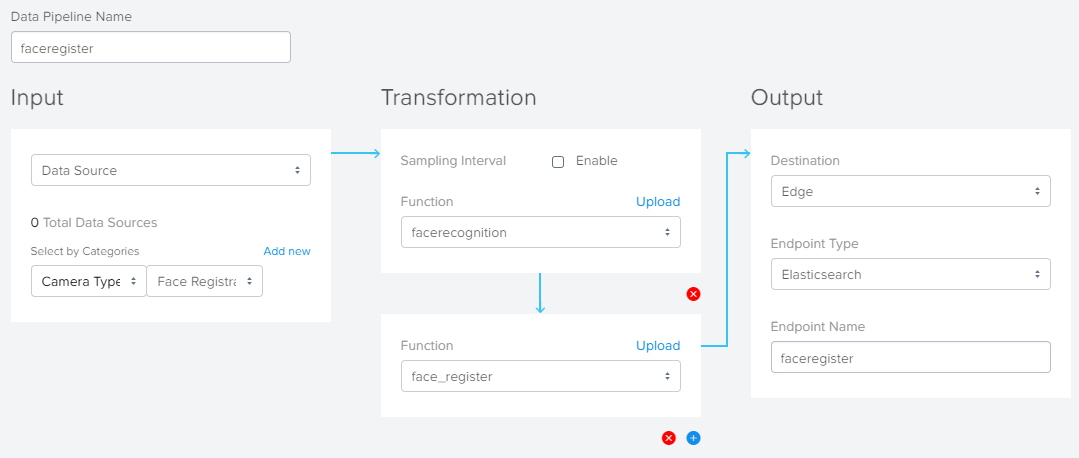 Data Pipeline Name
faceregister
Input
Data Source
0 Total Data Sources
Select by Categories Add new
Camera Type Face Registra
Transformation
Sampling Interval Enable
Function Upload
facerecognition
Function Upload
face_register
Output
Destination
Edge
Endpoint Type
Elasticsearch
Endpoint Name
faceregister